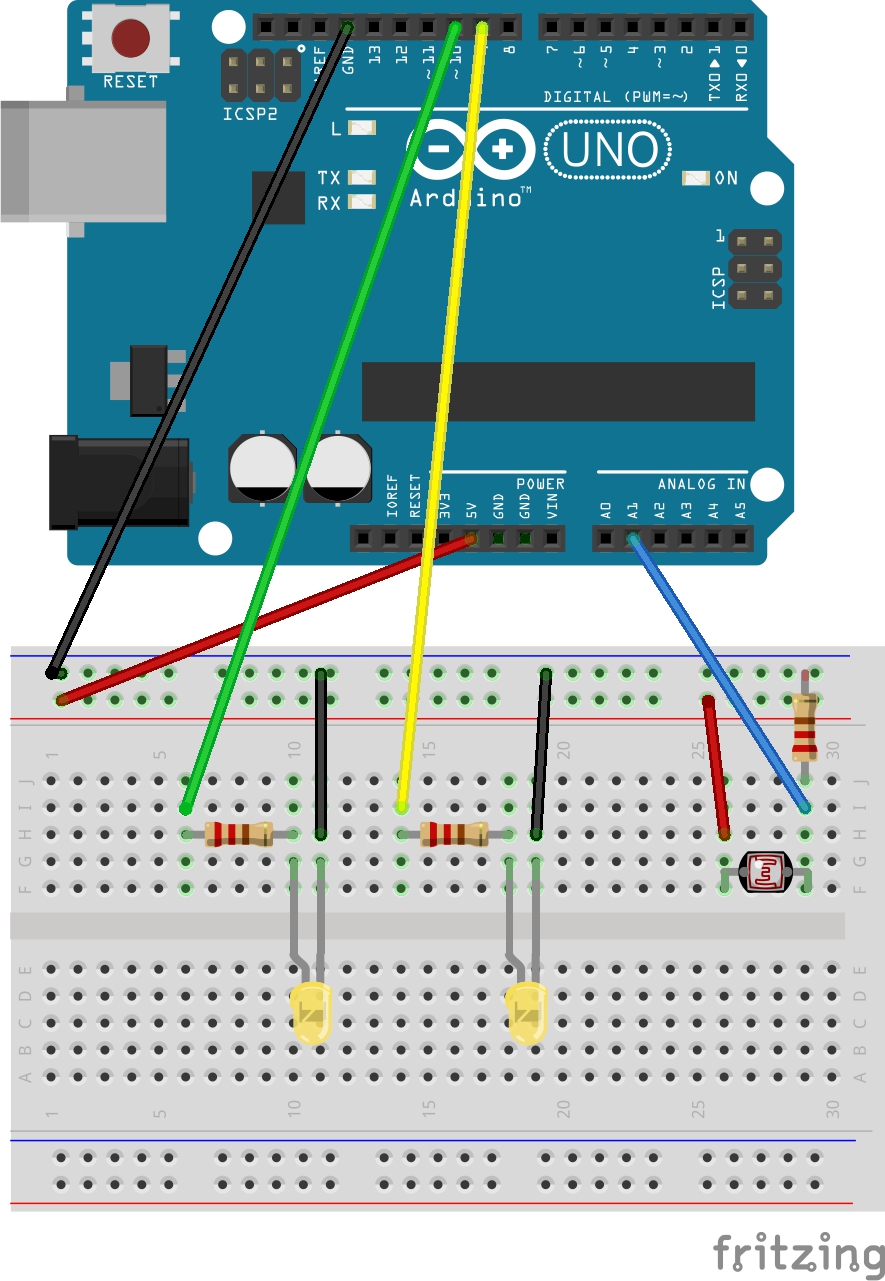 RESET
ICSP2
AREF
GND
13
12
~11
~10
8
7
~6
~5
4
~3
2
TX0▶1
RX0◀0
DIGITAL (PWM=~)
L
TX
RX
Arduino™
UNO
ON
1
ICSP
IOREF
RESET
3V3
5V
GND
GND
VIN
POWER
A0
A1
A2
A3
A4
A5
ANALOG IN
1
5
10
15
20
25
30
J
I
H
G
F
J
I
H
G
F
E
D
C
B
A
E
D
C
B
A
1
5
10
15
20
25
30
fritzing